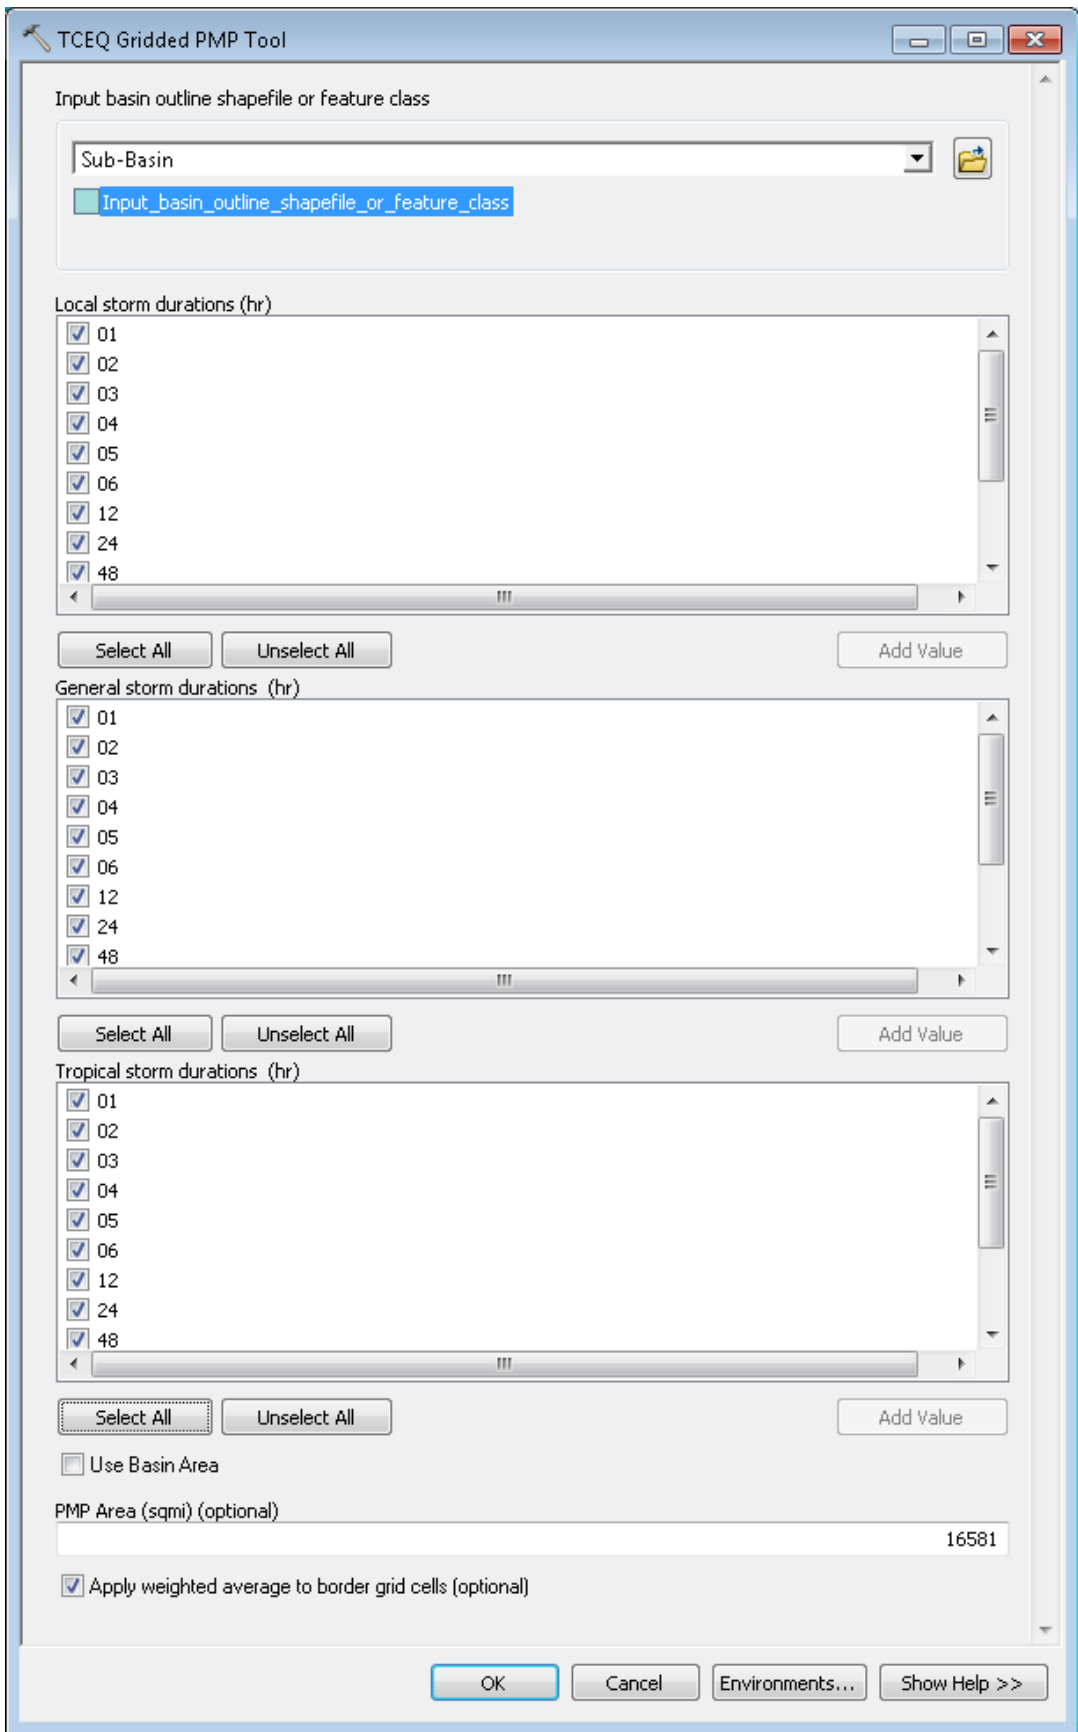 TCEQ Gridded PMP Tool
Input basin outline shapefile or feature class
Sub-Basin
Input_basin_outline_shapefile_or_feature_class
Local storm durations (hr)
01
02
03
04
05
06
12
24
48
Select All Unselect All Add Value
General storm durations (hr)
01
02
03
04
05
06
12
24
48
Select All Unselect All Add Value
Tropical storm durations (hr)
01
02
03
04
05
06
12
24
48
Select All Unselect All Add Value
Use Basin Area
PMP Area (sqmi) (optional)
16581
Apply weighted average to border grid cells (optional)
OK Cancel Environments... Show Help >>